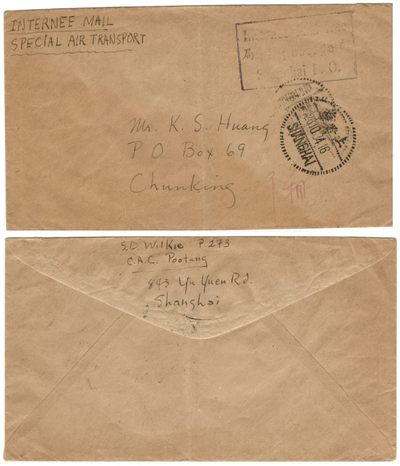 INTERNEE MAIL
SPECIAL AIR TRANSPORT
Shanghai P.O.
SHANGHAI
Mr. K. S. Huang
P.O. Box 69
Chunking
S.D Wilkie P.273
C.A.C. Pootung
843 Yu Yuen Rd.
Shanghai